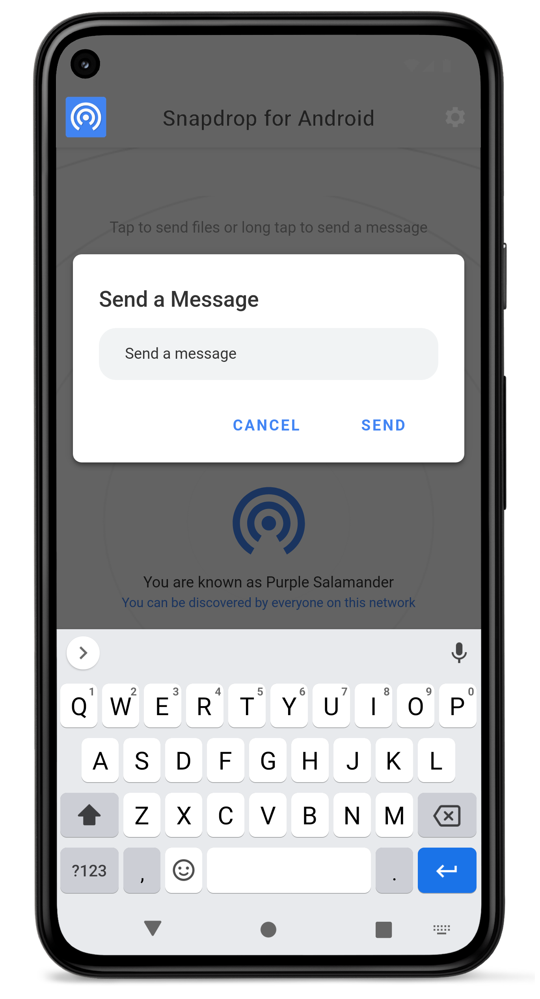 Snapdrop for Android
Tap to send files or long tap to send a message
Send a Message
Send a message
CANCEL SEND
You are known as Purple Salamander
You can be discovered by everyone on this network
Q1 W2 E3 R4 T5 Y6 U7 I8 O9 P0
A S D F G H J K L
Z X C V B N M
?123 , .